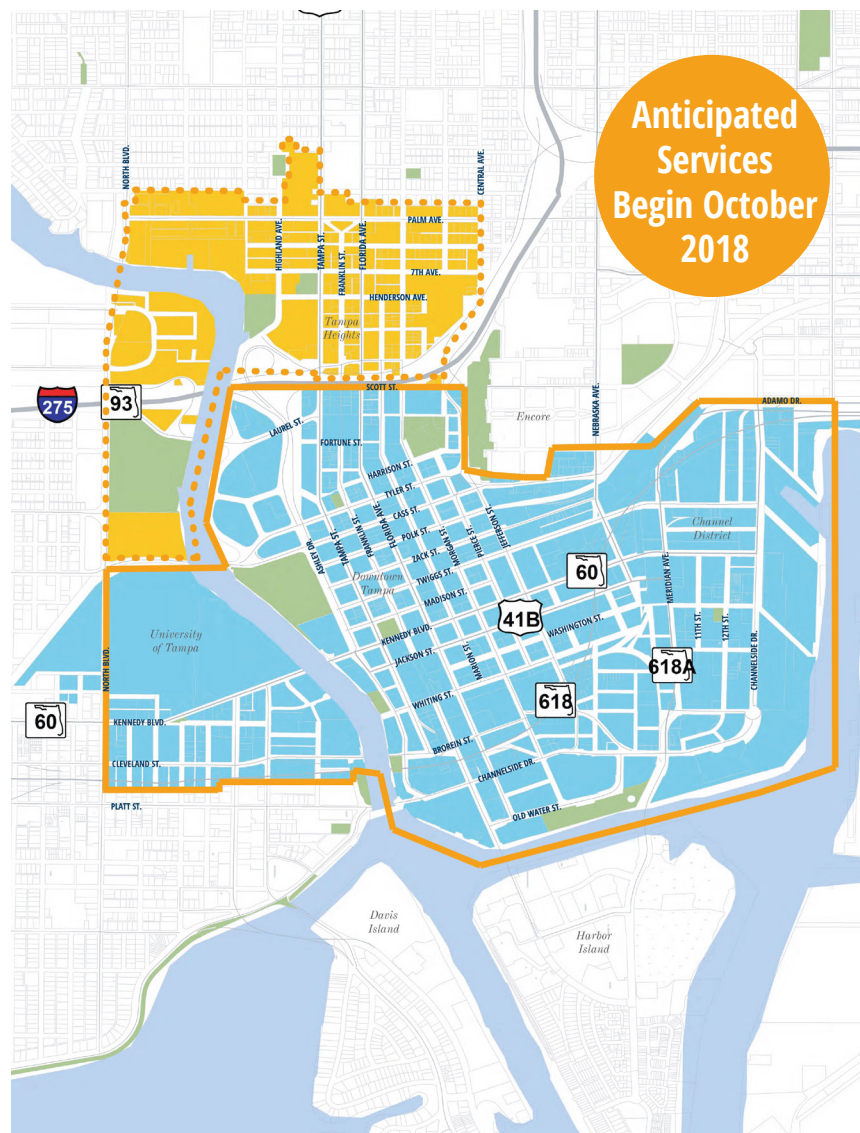 Anticipated
Services
Begin October
2018
NORTH BLVD.
CENTRAL AVE.
HIGHLAND AVE.
TAMPA ST.
FRANKLIN ST.
FLORIDA AVE.
PALM AVE.
7TH AVE.
HENDERSON AVE.
Tampa
Heights
SCOTT ST.
275
93
Encore
NEBRASKA AVE.
ADAMO DR.
LAUREL ST.
FORTUNE ST.
HARRISON ST.
TYLER ST.
CASS ST.
POLK ST.
ZACK ST.
TWIGGS ST.
MADISON ST.
KENNEDY BLVD.
JACKSON ST.
WHITING ST.
BROREIN ST.
CHANNELSIDE DR.
OLD WATER ST.
ASHLEY DR.
TAMPA ST.
FRANKLIN ST.
FLORIDA AVE.
MORGAN ST.
PIERCE ST.
JEFFERSON ST.
MARION ST.
Downtown
Tampa
60
41B
WASHINGTON ST.
618
618A
MERIDIAN AVE.
11TH ST.
12TH ST.
CHANNELSIDE DR.
Channel
District
University
of Tampa
NORTH BLVD.
60
KENNEDY BLVD.
CLEVELAND ST.
PLATT ST.
Davis
Island
Harbor
Island